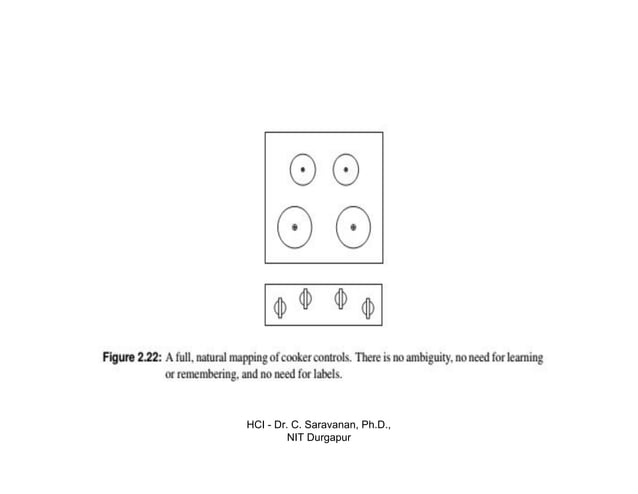 Figure 2.22: A full, natural mapping of cooker controls. There is no ambiguity, no need for learning
or remembering, and no need for labels.
HCI - Dr. C. Saravanan, Ph.D.,
NIT Durgapur